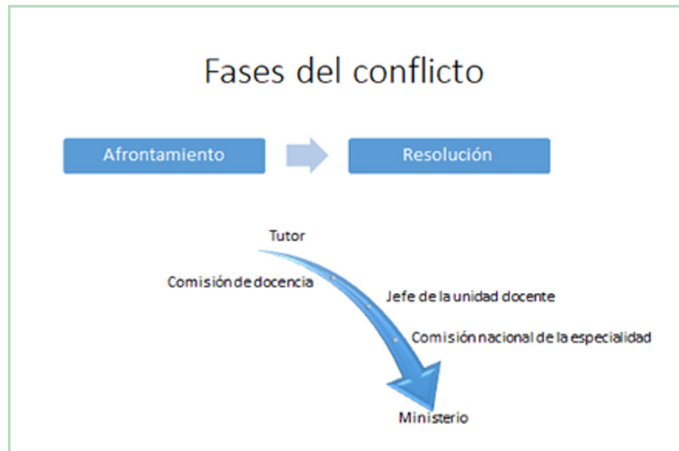 Fases del conflicto
Afrontamiento
Resolución
Tutor
Comisión de docencia
Jefe de la unidad docente
Comisión nacional de la especialidad
Ministerio